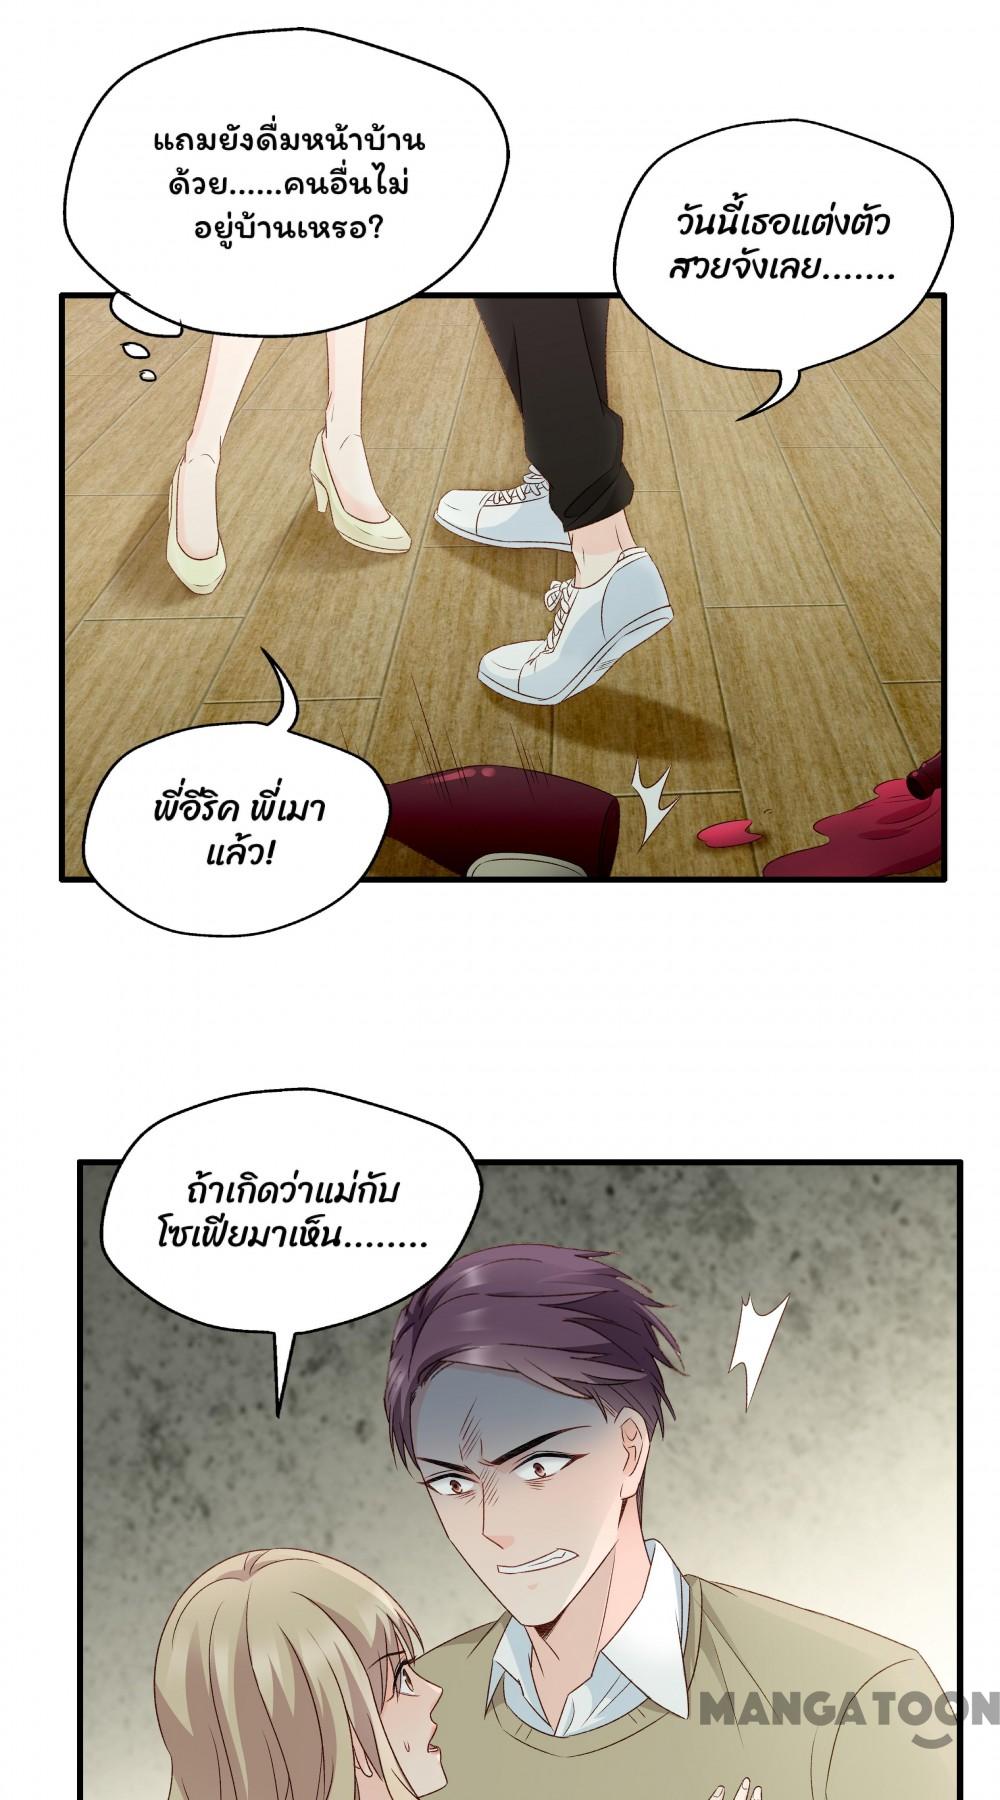 แถมยังดื่มหน้าบ้าน
ด้วย......คนอื่นไม่
อยู่บ้านเหรอ?
วันนี้เธอแต่งตัว
สวยจังเลย.......
พี่อีริค พี่เมา
แล้ว!
ถ้าเกิดว่าแม่กับ
โซเฟียมาเห็น........
MANGATOON